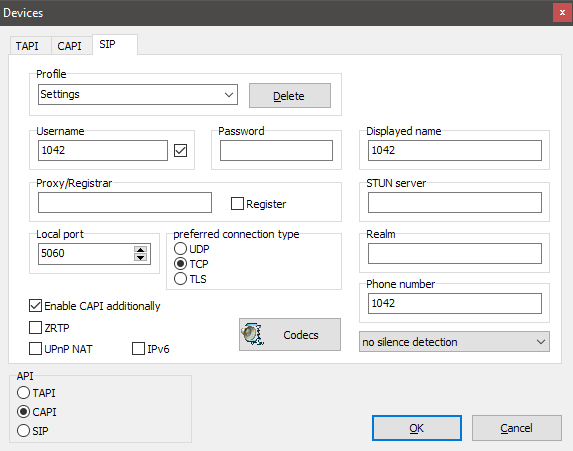 Devices
x
TAPI CAPI SIP
Profile
Settings
Delete
Username
1042
Password
Displayed name
1042
Proxy/Registrar
Register
STUN server
Local port
5060
preferred connection type
UDP
TCP
TLS
Realm
Phone number
1042
Enable CAPI additionally
ZRTP
UPnP NAT
IPv6
Codecs
no silence detection
API
TAPI
CAPI
SIP
OK
Cancel